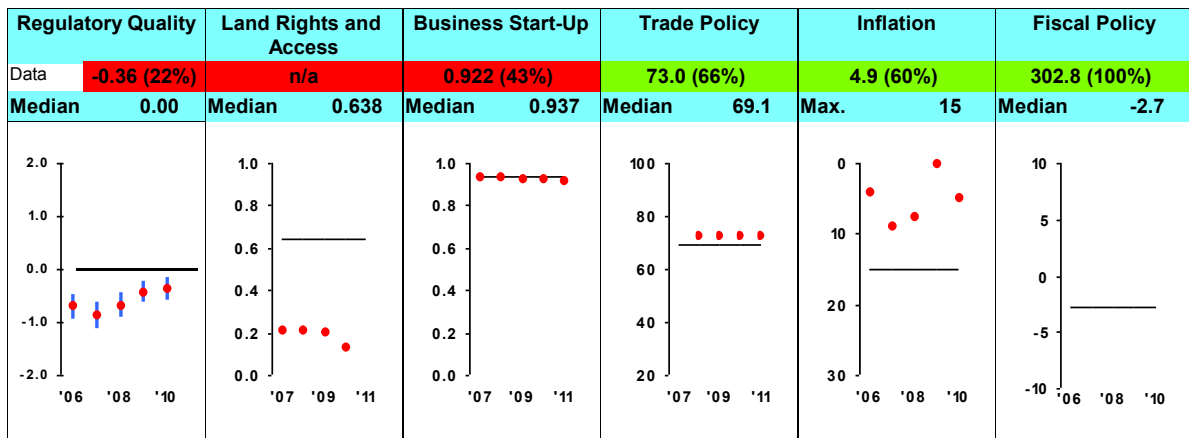 Regulatory Quality
Data -0.36 (22%)
Median 0.00
2.0
1.0
0.0
-1.0
-2.0
'06 '08 '10
Land Rights and
Access
n/a
Median 0.638
1.0
0.8
0.6
0.4
0.2
0.0
'07 '09 '11
Business Start-Up
0.922 (43%)
Median 0.937
1.0
0.8
0.6
0.4
0.2
0.0
'07 '09 '11
Trade Policy
73.0 (66%)
Median 69.1
100
80
60
40
20
'07 '09 '11
Inflation
4.9 (60%)
Max. 15
0
10
20
30
'06 '08 '10
Fiscal Policy
302.8 (100%)
Median -2.7
10
5
0
-5
-10
'06 '08 '10